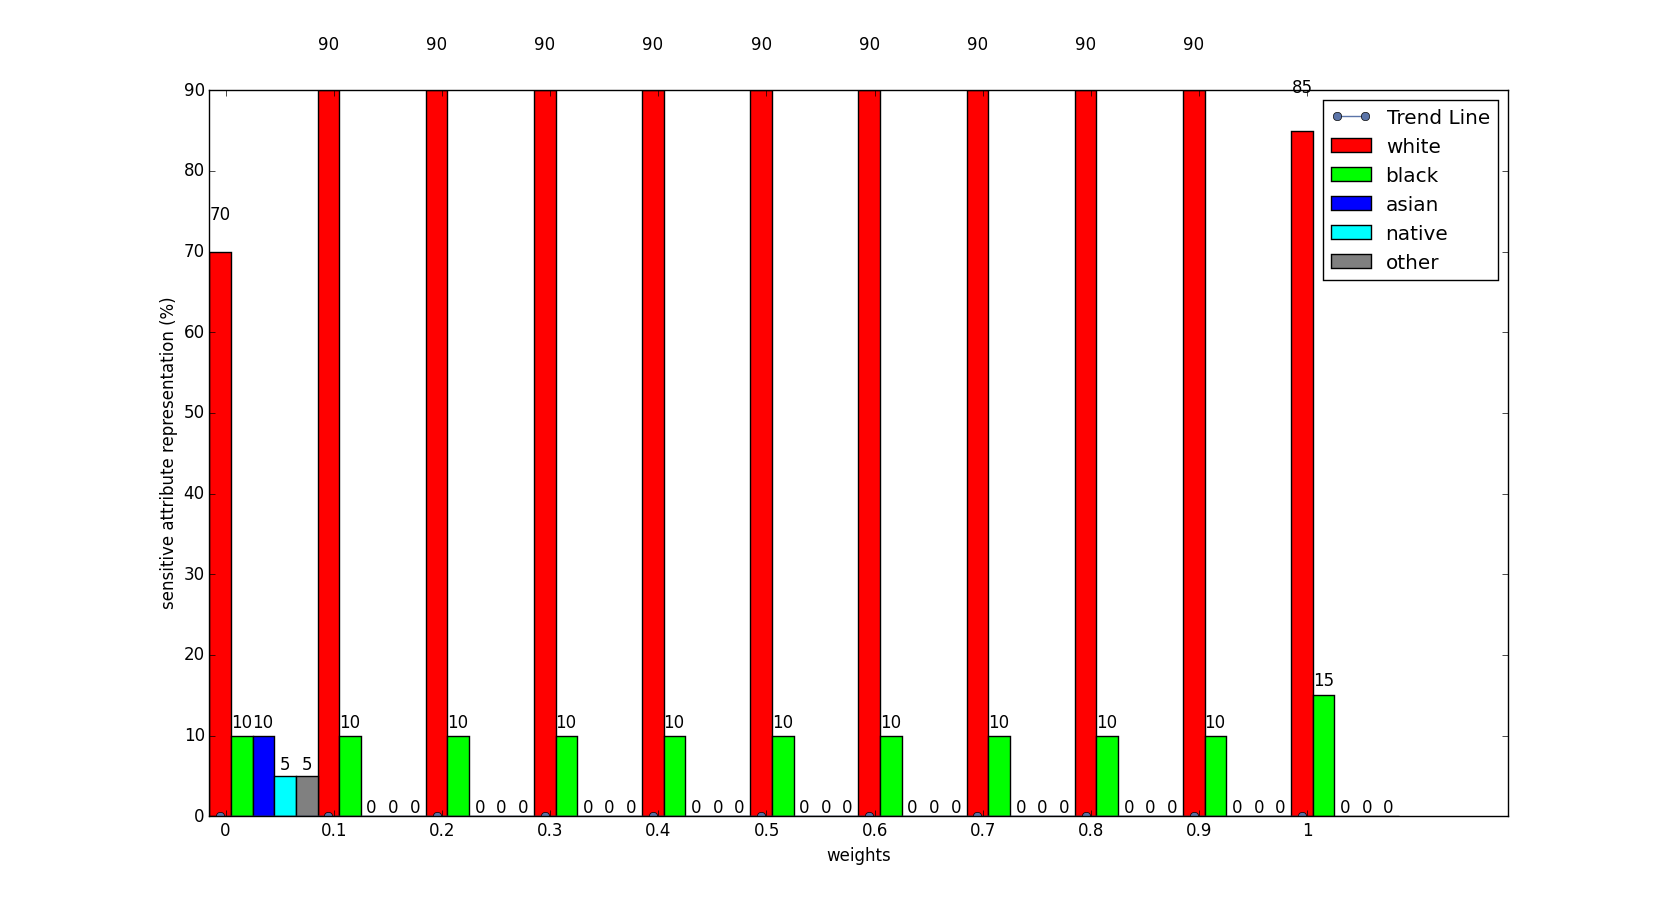 90 90 90 90 90 90 90 90 90
85
70
10 10 5 5 10 0 0 0 10 0 0 0 10 0 0 0 10 0 0 0 10 0 0 0 10 0 0 0 10 0 0 0 10 0 0 0 10 0 0 0 15 0 0 0
90
80
70
60
50
40
30
20
10
0
sensitive attribute representation (%)
Trend Line
white
black
asian
native
other
0 0.1 0.2 0.3 0.4 0.5 0.6 0.7 0.8 0.9 1
weights